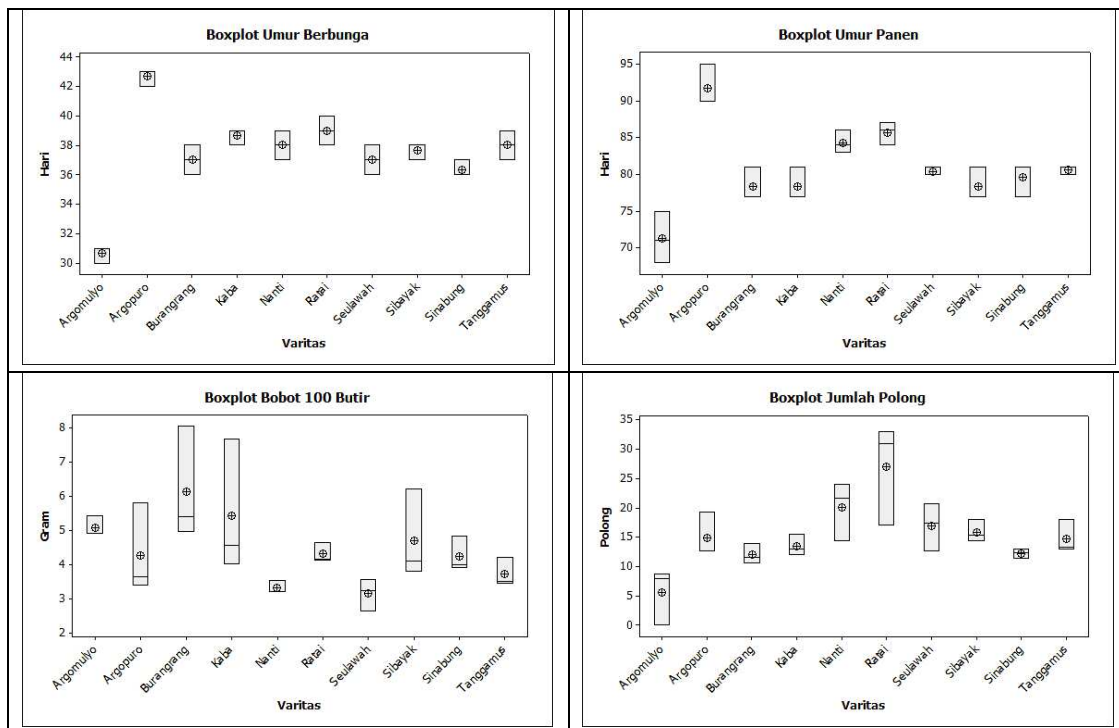 Boxplot Umur Berbunga
Hari
44
42
40
38
36
34
32
30
Argomulyo
Argopuro
Burangrang
Kaba
Nanti
Ratai
Seulawah
Sibayak
Sinabung
Tanggamus
Varitas
Boxplot Umur Panen
Hari
95
90
85
80
75
70
Argomulyo
Argopuro
Burangrang
Kaba
Nanti
Ratai
Seulawah
Sibayak
Sinabung
Tanggamus
Varitas
Boxplot Bobot 100 Butir
Gram
8
7
6
5
4
3
2
Argomulyo
Argopuro
Burangrang
Kaba
Nanti
Ratai
Seulawah
Sibayak
Sinabung
Tanggamus
Varitas
Boxplot Jumlah Polong
Polong
35
30
25
20
15
10
5
0
Argomulyo
Argopuro
Burangrang
Kaba
Nanti
Ratai
Seulawah
Sibayak
Sinabung
Tanggamus
Varitas